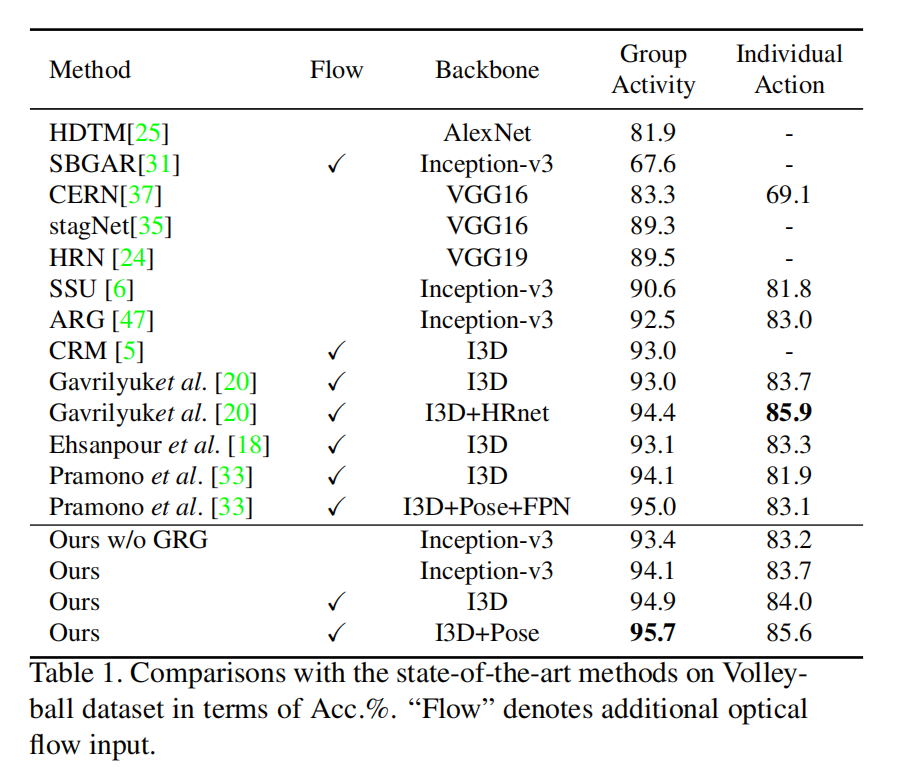 Method Flow Backbone Group Activity Individual Action
HDTM[25] AlexNet 81.9 -
SBGAR[31] ✓ Inception-v3 67.6 -
CERN[37] VGG16 83.3 69.1
stagNet[35] VGG16 89.3 -
HRN [24] VGG19 89.5 -
SSU [6] Inception-v3 90.6 81.8
ARG [47] Inception-v3 92.5 83.0
CRM [5] ✓ I3D 93.0 -
Gavrilyuket al. [20] ✓ I3D 93.0 83.7
Gavrilyuket al. [20] ✓ I3D+HRnet 94.4 85.9
Ehsanpour et al. [18] ✓ I3D 93.1 83.3
Pramono et al. [33] ✓ I3D 94.1 81.9
Pramono et al. [33] ✓ I3D+Pose+FPN 95.0 83.1
Ours w/o GRG Inception-v3 93.4 83.2
Ours Inception-v3 94.1 83.7
Ours ✓ I3D 94.9 84.0
Ours ✓ I3D+Pose 95.7 85.6
Table 1. Comparisons with the state-of-the-art methods on Volley-
ball dataset in terms of Acc.%. “Flow” denotes additional optical
flow input.